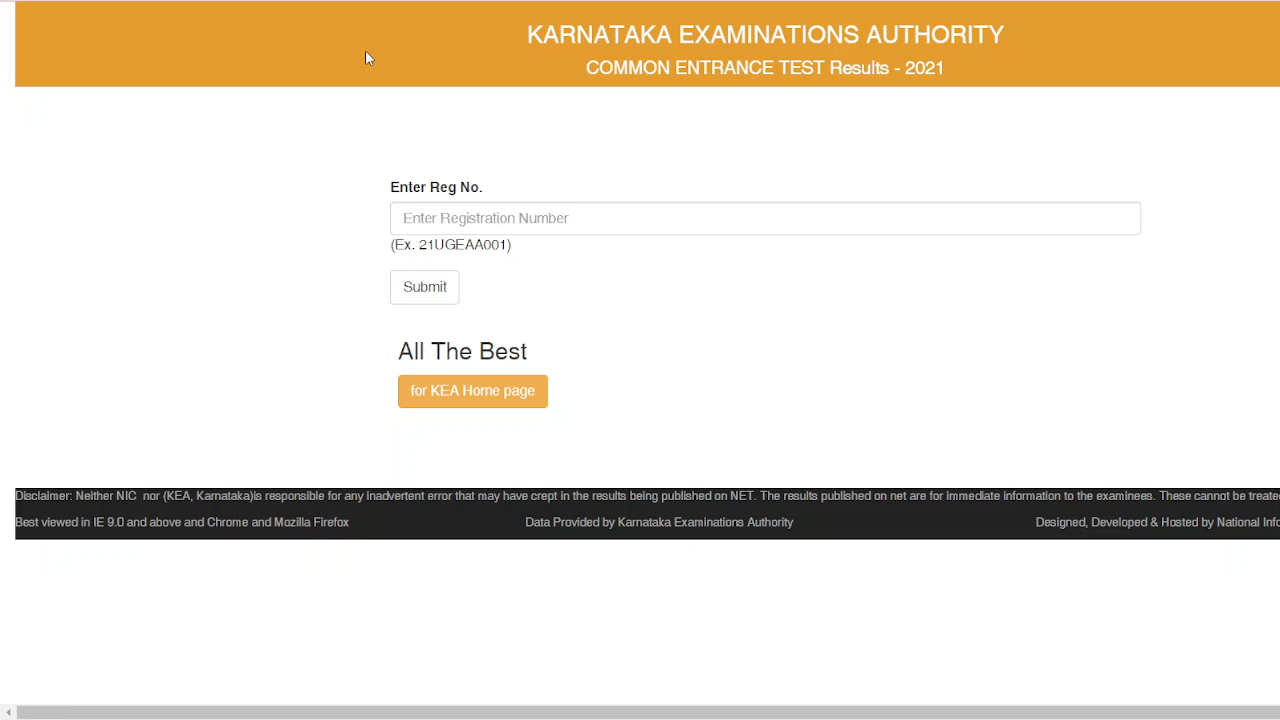 KARNATAKA EXAMINATIONS AUTHORITY
COMMON ENTRANCE TEST Results - 2021
Enter Reg No.
Enter Registration Number
(Ex. 21UGEAA001)
Submit
All The Best
for KEA Home page
Disclaimer: Neither NIC nor (KEA, Karnataka)is responsible for any inadvertent error that may have crept in the results being published on NET. The results published on net are for immediate information to the examinees. These cannot be treate
Best viewed in IE 9.0 and above and Chrome and Mozilla Firefox Data Provided by Karnataka Examinations Authority Designed, Developed & Hosted by National Info